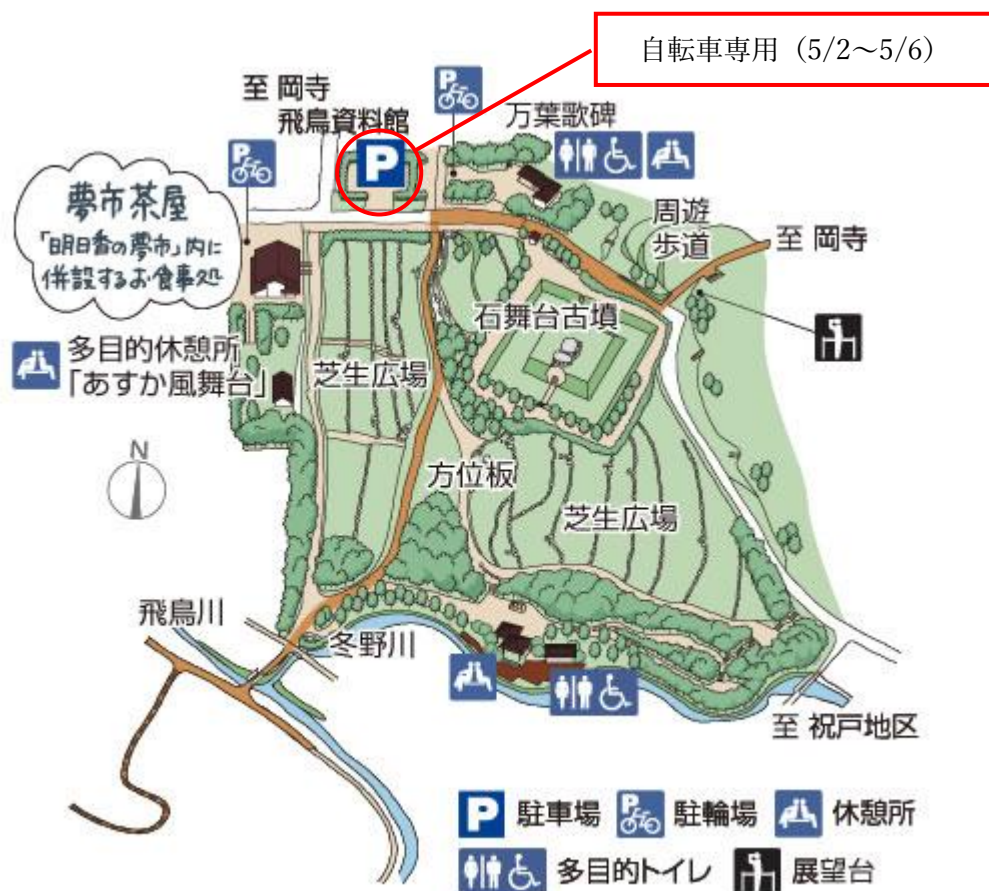 自転車専用（5/2～5/6）
至 岡寺
飛鳥資料館
万葉歌碑
夢市茶屋
「明日香の夢市」内に
併設するお食事処
周遊
歩道
至 岡寺
石舞台古墳
多目的休憩所
「あすか風舞台」
芝生広場
N
方位板
芝生広場
飛鳥川
冬野川
至 祝戸地区
P 駐車場 P 駐輪場 休憩所
多目的トイレ 展望台
P
P
P